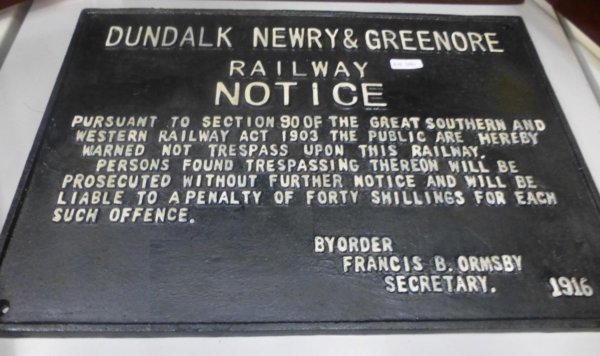 DUNDALK NEWRY & GREENORE
RAILWAY
NOTICE
PURSUANT TO SECTION 90 OF THE GREAT SOUTHERN AND
WESTERN RAILWAY ACT 1903 THE PUBLIC ARE HEREBY
WARNED NOT TRESPASS UPON THIS RAILWAY.
PERSONS FOUND TRESPASSING THEREON WILL BE
PROSECUTED WITHOUT FURTHER NOTICE AND WILL BE
LIABLE TO A PENALTY OF FORTY SHILLINGS FOR EACH
SUCH OFFENCE.
BY ORDER
FRANCIS B. ORMSBY
SECRETARY. 1916